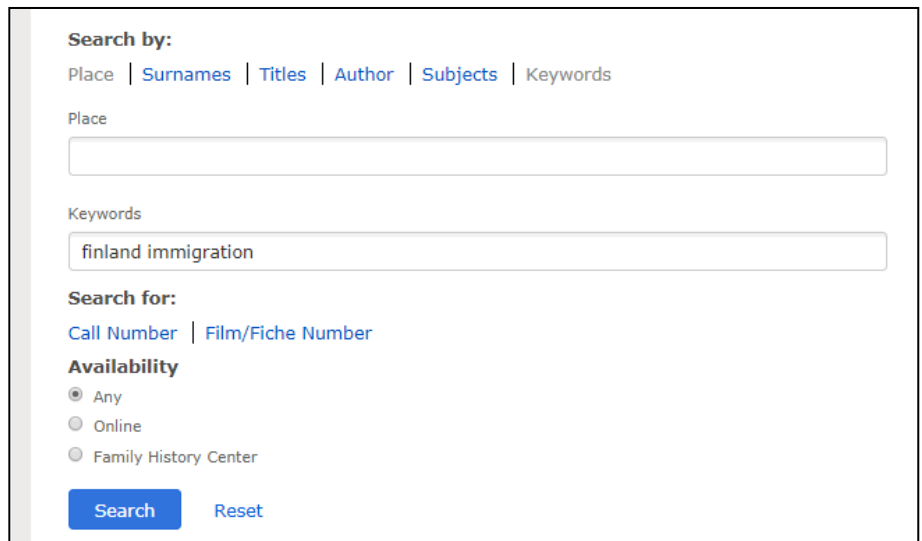 Search by:
Place | Surnames | Titles | Author | Subjects | Keywords
Place
Keywords
finland immigration
Search for:
Call Number | Film/Fiche Number
Availability
Any
Online
Family History Center
Search Reset